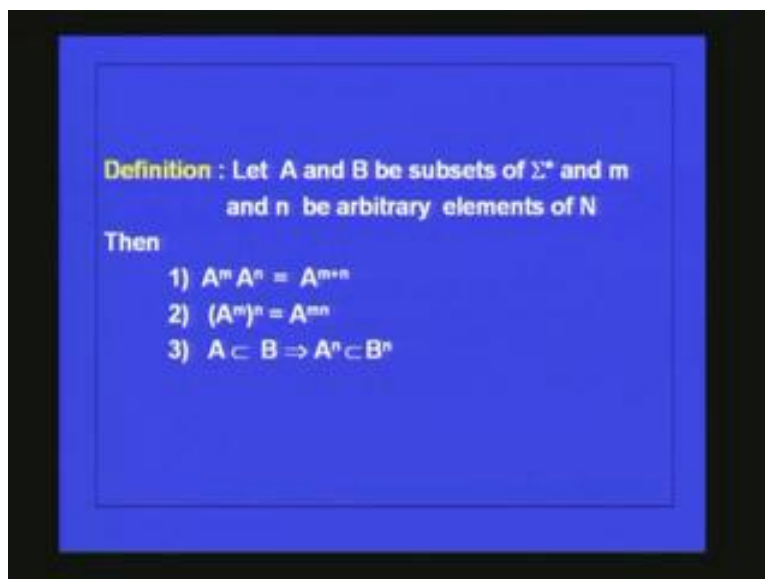 Definition : Let A and B be subsets of Σ* and m
and n be arbitrary elements of N
Then
1) Aᵐ Aⁿ = Aᵐ⁺ⁿ
2) (Aᵐ)ⁿ = Aᵐⁿ
3) A ⊂ B ⇒ Aⁿ ⊂ Bⁿ